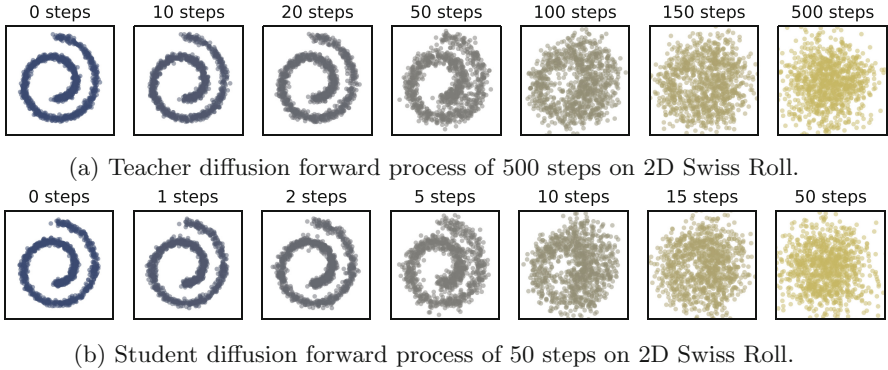 0 steps 10 steps 20 steps 50 steps 100 steps 150 steps 500 steps
(a) Teacher diffusion forward process of 500 steps on 2D Swiss Roll.
0 steps 1 steps 2 steps 5 steps 10 steps 15 steps 50 steps
(b) Student diffusion forward process of 50 steps on 2D Swiss Roll.